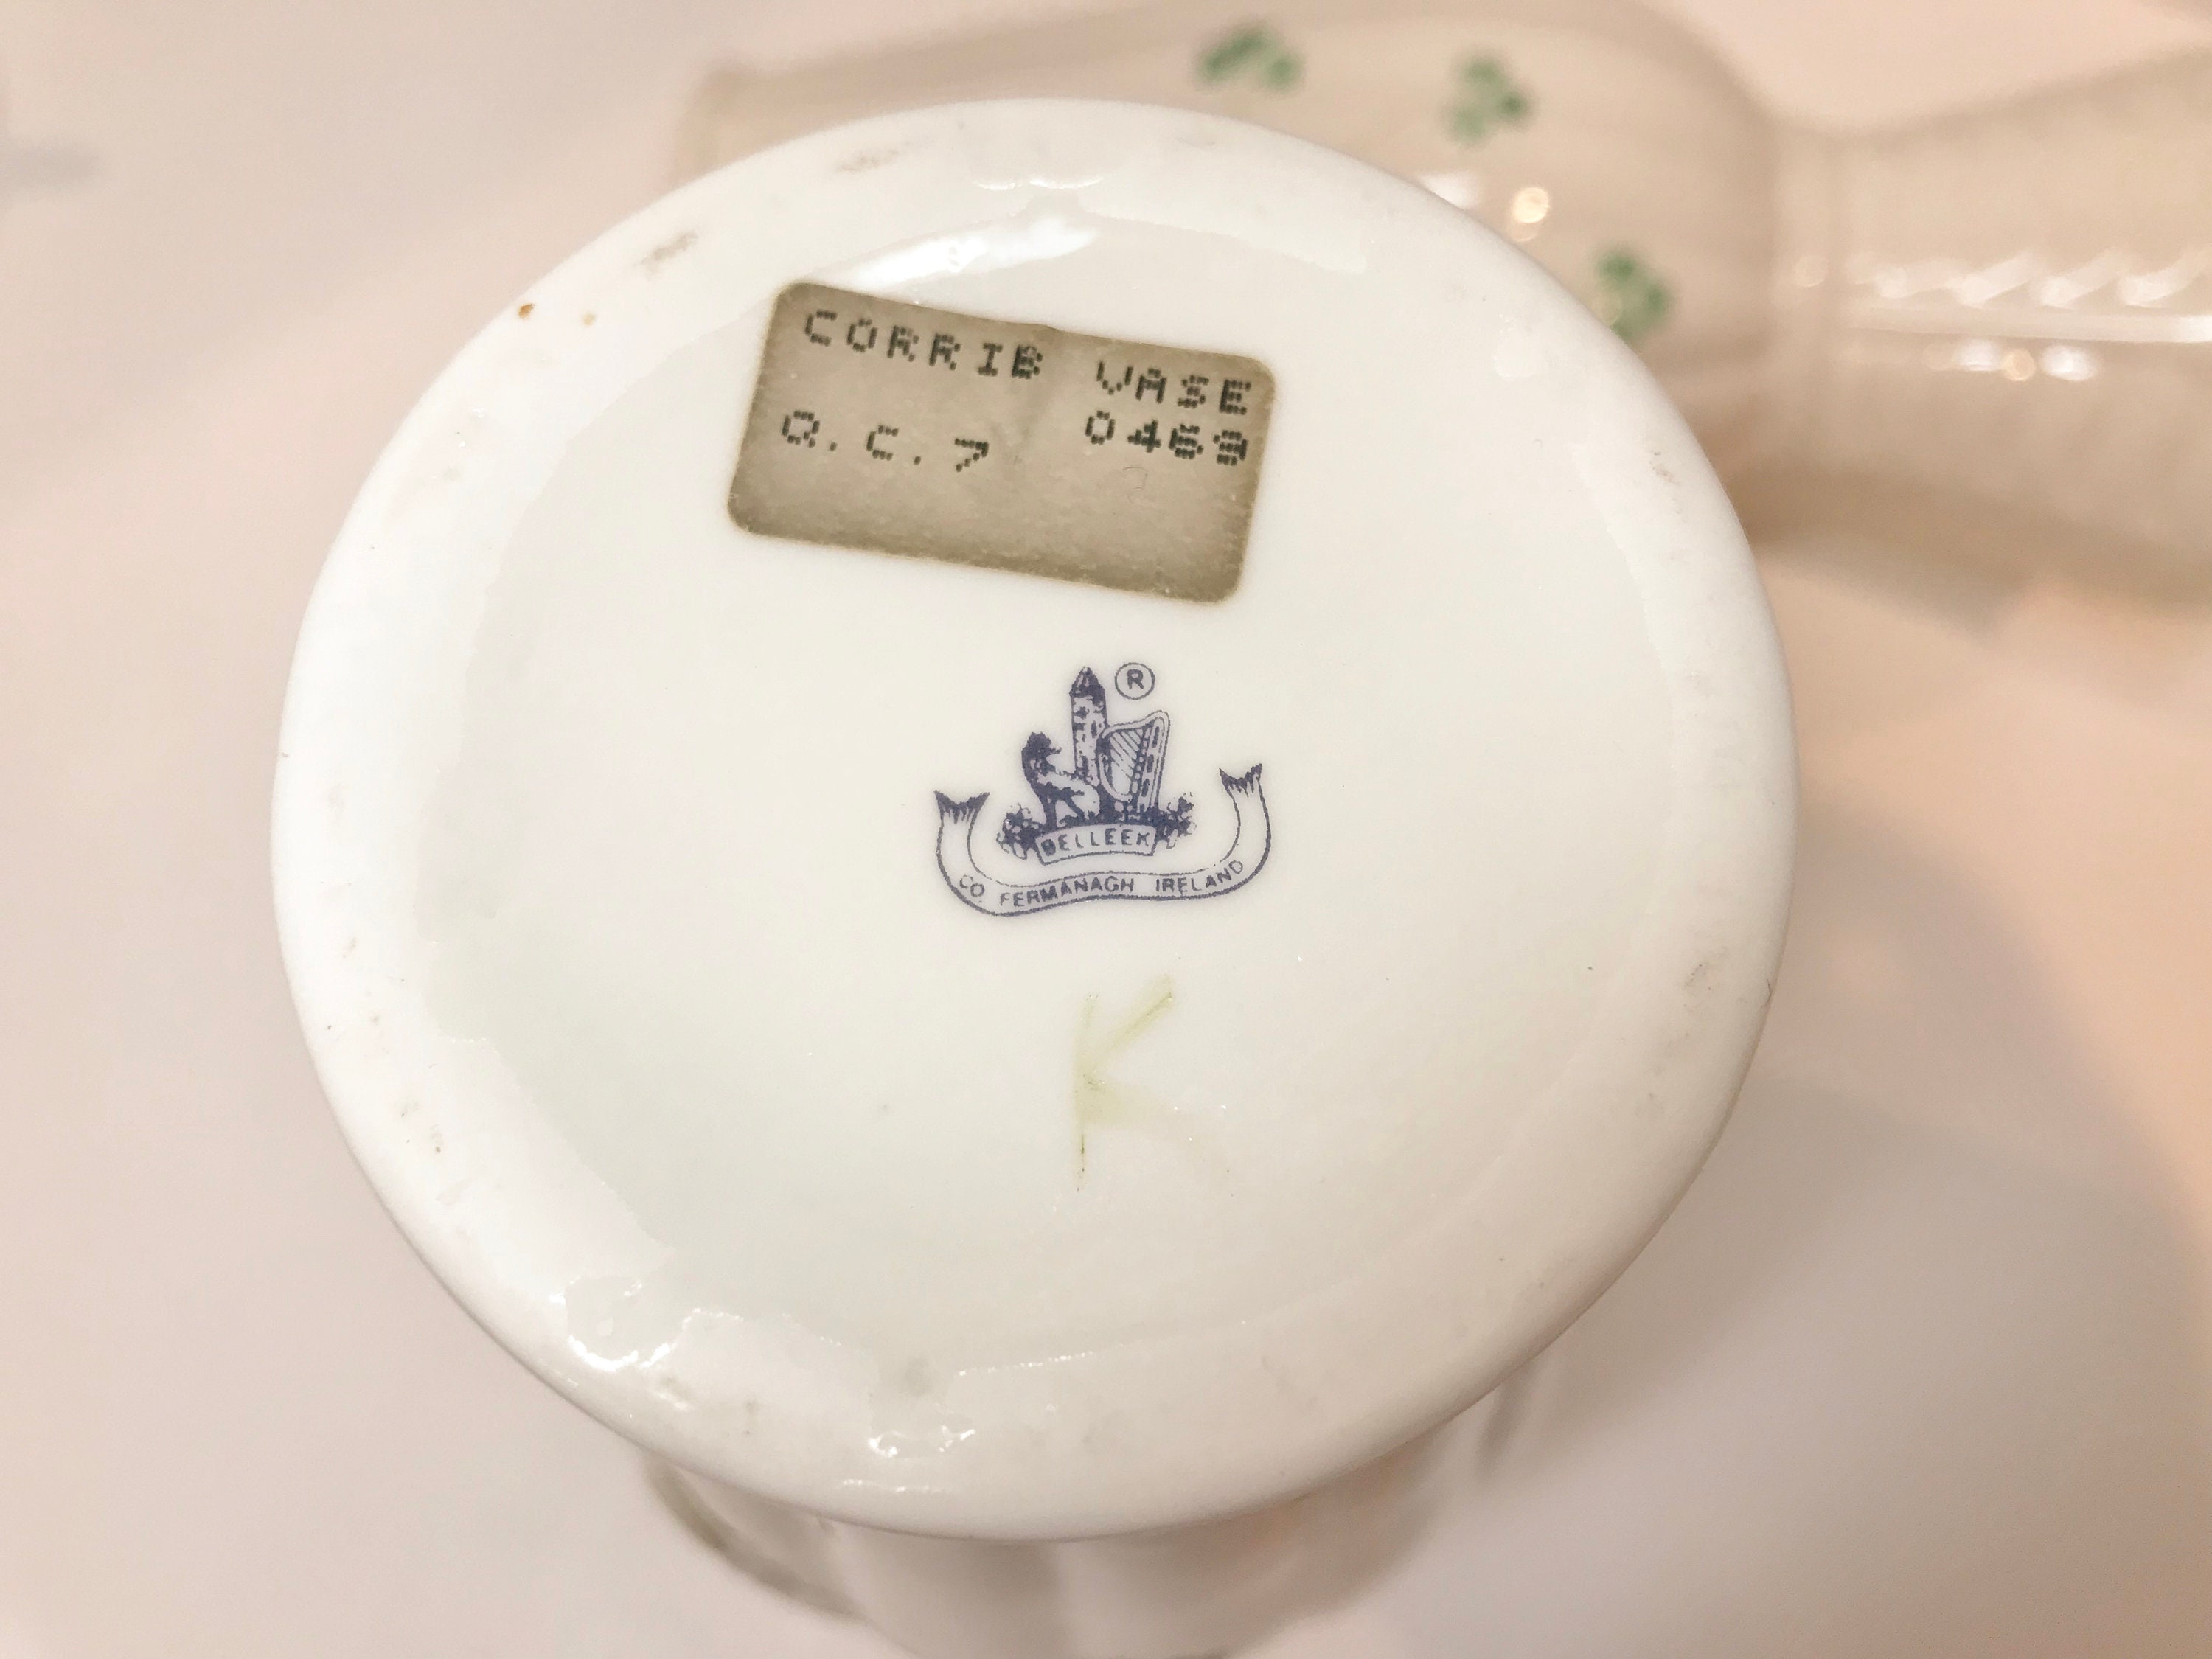 CORRIB VASE
Q.C.7 0469
®
BELLEEK
CO. FERMANAGH IRELAND
K